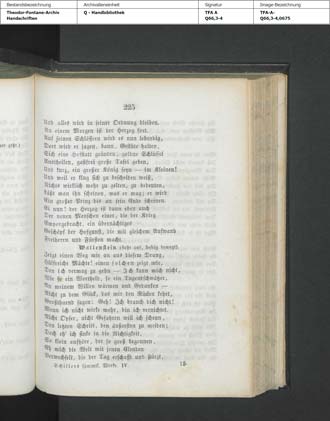 Bestandsbezeichnung
Archivalieneinheit
Signatur
Image-Bezeichnung
Theodor-Fontane-Archiv
Handschriften
Q - Handbibliothek
TFA A
Q66,3-4
TFA-A-
Q66,3-4,0675
225
Und alles wird in seiner Ordnung bleiben.
An einem Morgen ist der Herzog fort.
Auf seinen Schlössern wird es nun lebendig,
Dort wird er jagen, baun, Gestüte halten,
Sich eine Hofstatt gründen, goldne Schlüssel
Austheilen, gastfrei große Tafel geben,
Und kurz, ein großer König seyn — im Kleinen!
Und weil er klug sich zu bescheiden weiß,
Nichts wirklich mehr zu gelten, zu bedeuten,
Läßt man ihn scheinen, was er mag; er wird
Ein großer Prinz bis an sein Ende scheinen.
Ei nun! der Herzog ist dann eben auch
Der neuen Menschen einer, die der Krieg
Emporgebracht, ein übernächtiges
Geschöpf der Hofgunst, die mit gleichem Aufwand
Freiherrn und Fürsten macht.
Wallenstein (steht auf, heftig bewegt).
Zeigt einen Weg mir an aus diesem Drang,
Hilfreiche Mächte! einen solchen zeigt mir,
Den ich vermag zu gehn — Ich kann mich nicht,
Wie so ein Wortheld, so ein Tugendschwätzer,
An meinem Willen wärmen und Gedanken —
Nicht zu dem Glück, das mir den Rücken kehrt,
Großthuend sagen: Geh! Ich brauch dich nicht!
Wenn ich nicht wirke mehr, bin ich vernichtet.
Nicht Opfer, nicht Gefahren will ich scheun,
Den letzten Schritt, den äußersten zu meiden;
Doch eh' ich sinke in die Nichtigkeit,
So klein aufhöre, der so groß begonnen,
Eh mich die Welt mit jenen Elenden
Verwechselt, die der Tag erschafft und stürzt,
Schillers sämmtl. Werke. IV. 15